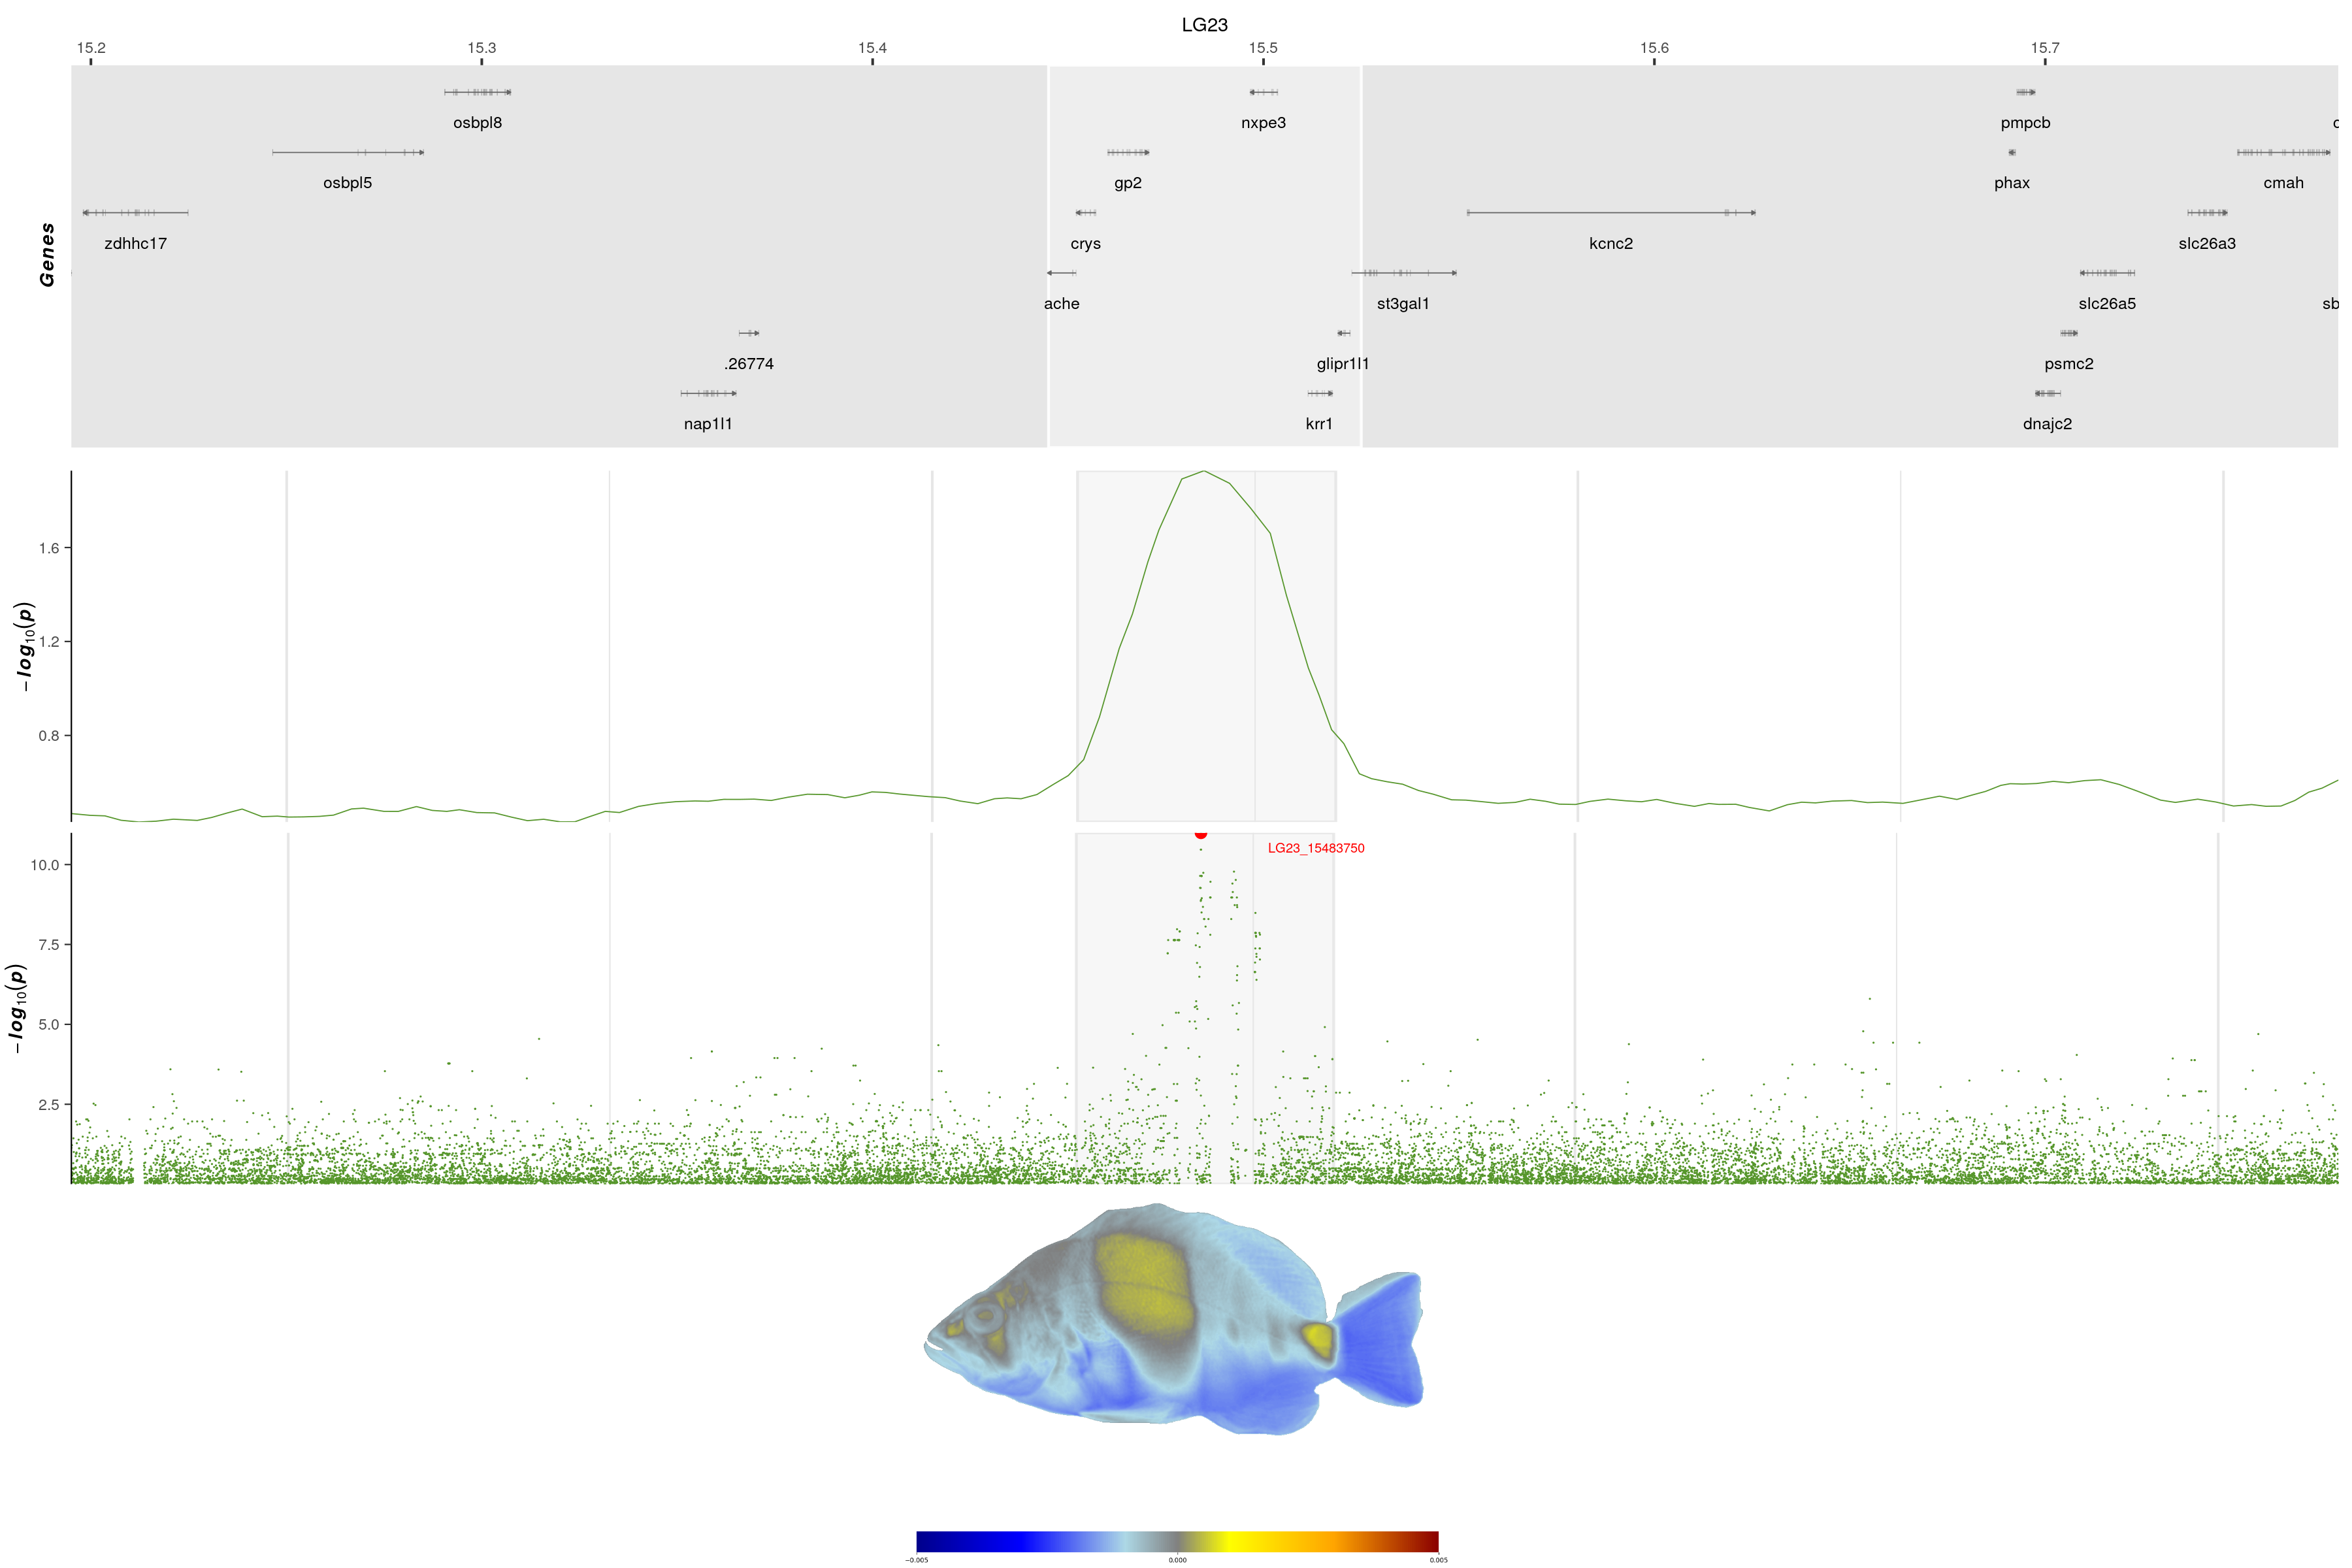 LG23
15.2 15.3 15.4 15.5 15.6 15.7
osbpl8 nxpe3 pmpcb
osbpl5 gp2 phax cmah
zdhhc17 crys kcnc2 slc26a3
Genes
ache st3gal1 slc26a5 sb
.26774 glipr1l1 psmc2
nap1l1 krr1 dnajc2
−log10(p)
1.6
1.2
0.8
−log10(p)
LG23_15483750
10.0
7.5
5.0
2.5
−0.005 0.000 0.005